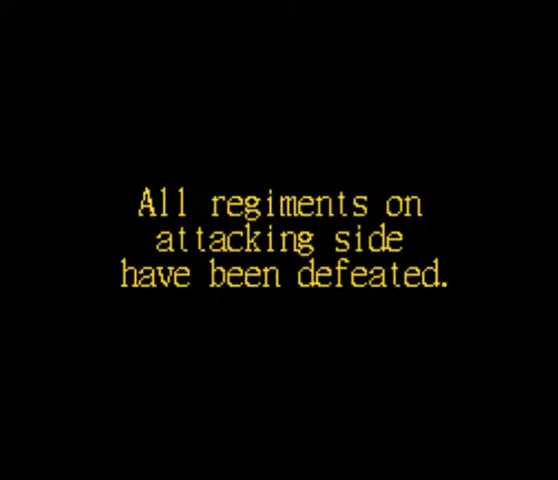 All regiments on
attacking side
have been defeated.